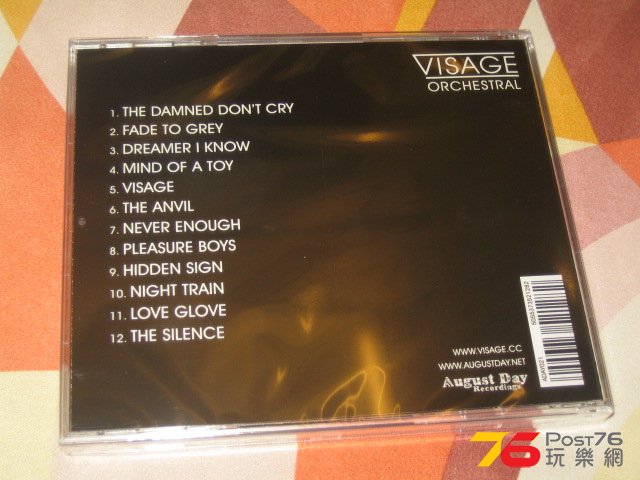 VISAGE
ORCHESTRAL
1. THE DAMNED DON'T CRY
2. FADE TO GREY
3. DREAMER I KNOW
4. MIND OF A TOY
5. VISAGE
6. THE ANVIL
7. NEVER ENOUGH
8. PLEASURE BOYS
9. HIDDEN SIGN
10. NIGHT TRAIN
11. LOVE GLOVE
12. THE SILENCE
WWW.VISAGE.CC
WWW.AUGUSTDAY.NET
August Day
Recordings
ADAY021
5056373021282
76 POST76
玩樂網